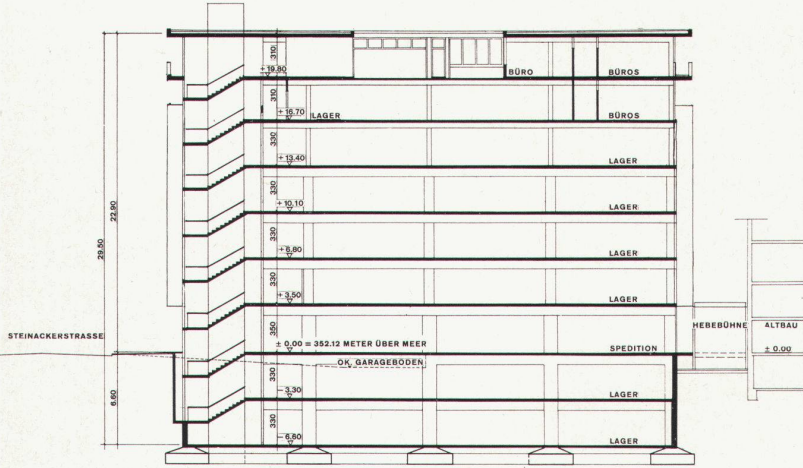 310
+ 19.80
BÜRO BÜROS
310
+ 16.70 LAGER BÜROS
330
+ 13.40 LAGER
330
+ 10.10 LAGER
22.90
330
29.50
+ 6.80 LAGER
330
+ 3.50 LAGER
350
HEBEBÜHNE ALTBAU
STEINACKERSTRASSE
± 0.00 = 352.12 METER ÜBER MEER SPEDITION ± 0.00
OK. GARAGEBODEN
330
− 3.30 LAGER
6.60
330
− 6.60 LAGER